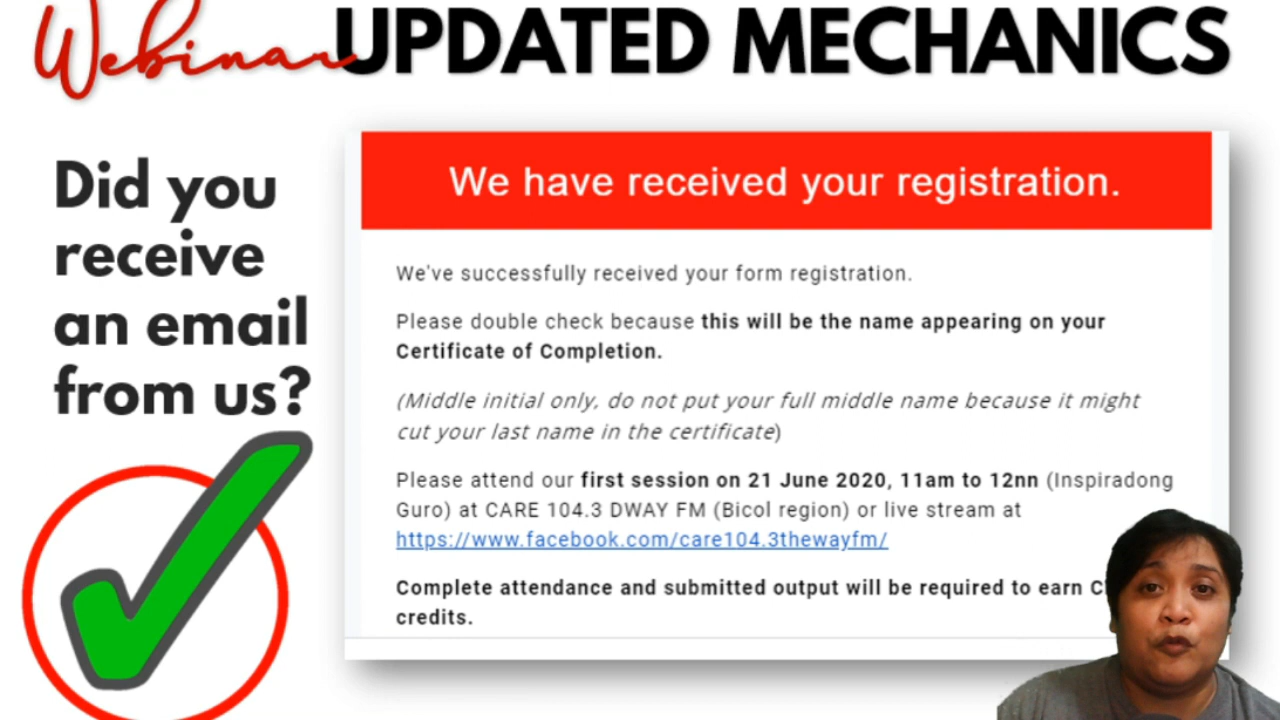 Webinar UPDATED MECHANICS
Did you
receive
an email
from us?
We have received your registration.
We've successfully received your form registration.
Please double check because this will be the name appearing on your
Certificate of Completion.
(Middle initial only, do not put your full middle name because it might
cut your last name in the certificate)
Please attend our first session on 21 June 2020, 11am to 12nn (Inspiradong
Guro) at CARE 104.3 DWAY FM (Bicol region) or live stream at
https://www.facebook.com/care104.3thewayfm/
Complete attendance and submitted output will be required to earn
credits.